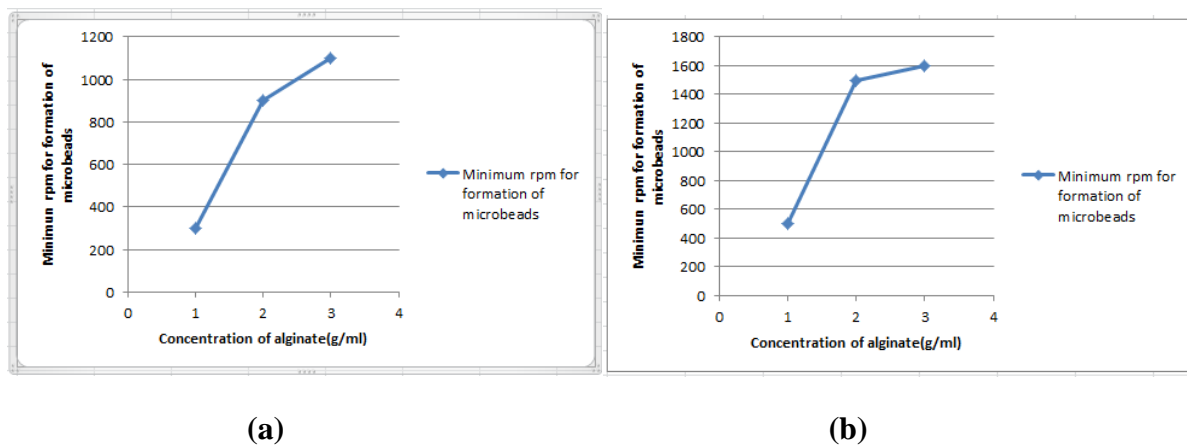 1200
1000
800
600
400
200
0
0 1 2 3 4
Minimun rpm for formation of
microbeads
Concentration of alginate(g/ml)
Minimum rpm for
formation of
microbeads
1800
1600
1400
1200
1000
800
600
400
200
0
0 1 2 3 4
Minimum rpm for formation of
microbeads
Concentration of alginate(g/ml)
Minimum rpm for
formation of
microbeads
(a) (b)